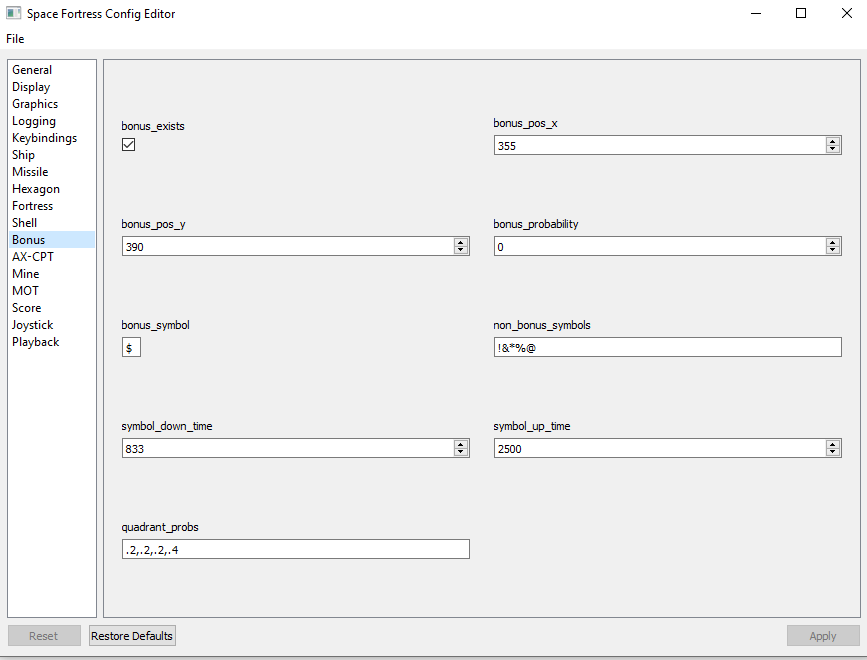 Space Fortress Config Editor
File
General
Display
Graphics
Logging
Keybindings
Ship
Missile
Hexagon
Fortress
Shell
Bonus
AX-CPT
Mine
MOT
Score
Joystick
Playback
bonus_exists
bonus_pos_x
355
bonus_pos_y
390
bonus_probability
0
bonus_symbol
$
non_bonus_symbols
!&*%@
symbol_down_time
833
symbol_up_time
2500
quadrant_probs
.2,.2,.2,.4
Reset
Restore Defaults
Apply